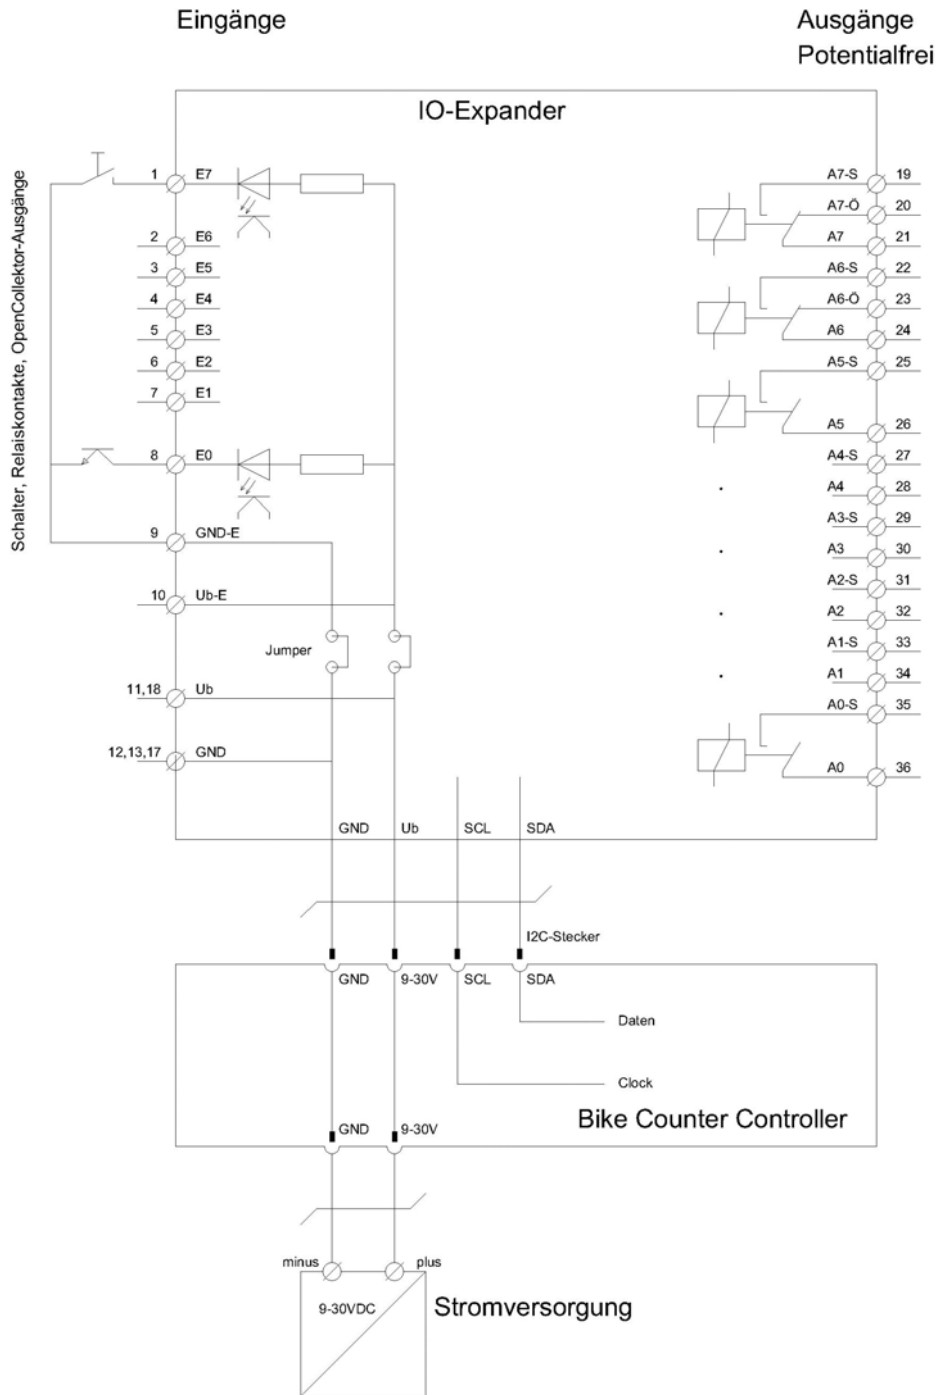 Eingänge
Ausgänge
Potentialfrei
IO-Expander
Schalter, Relaiskontakte, OpenCollektor-Ausgänge
1 E7
2 E6
3 E5
4 E4
5 E3
6 E2
7 E1
8 E0
9 GND-E
10 Ub-E
Jumper
11,18 Ub
12,13,17 GND
A7-S 19
A7-Ö 20
A7 21
A6-S 22
A6-Ö 23
A6 24
A5-S 25
A5 26
A4-S 27
A4 28
A3-S 29
A3 30
A2-S 31
A2 32
A1-S 33
A1 34
A0-S 35
A0 36
GND Ub SCL SDA
I2C-Stecker
GND 9-30V SCL SDA
Daten
Clock
Bike Counter Controller
GND 9-30V
minus plus
9-30VDC
Stromversorgung